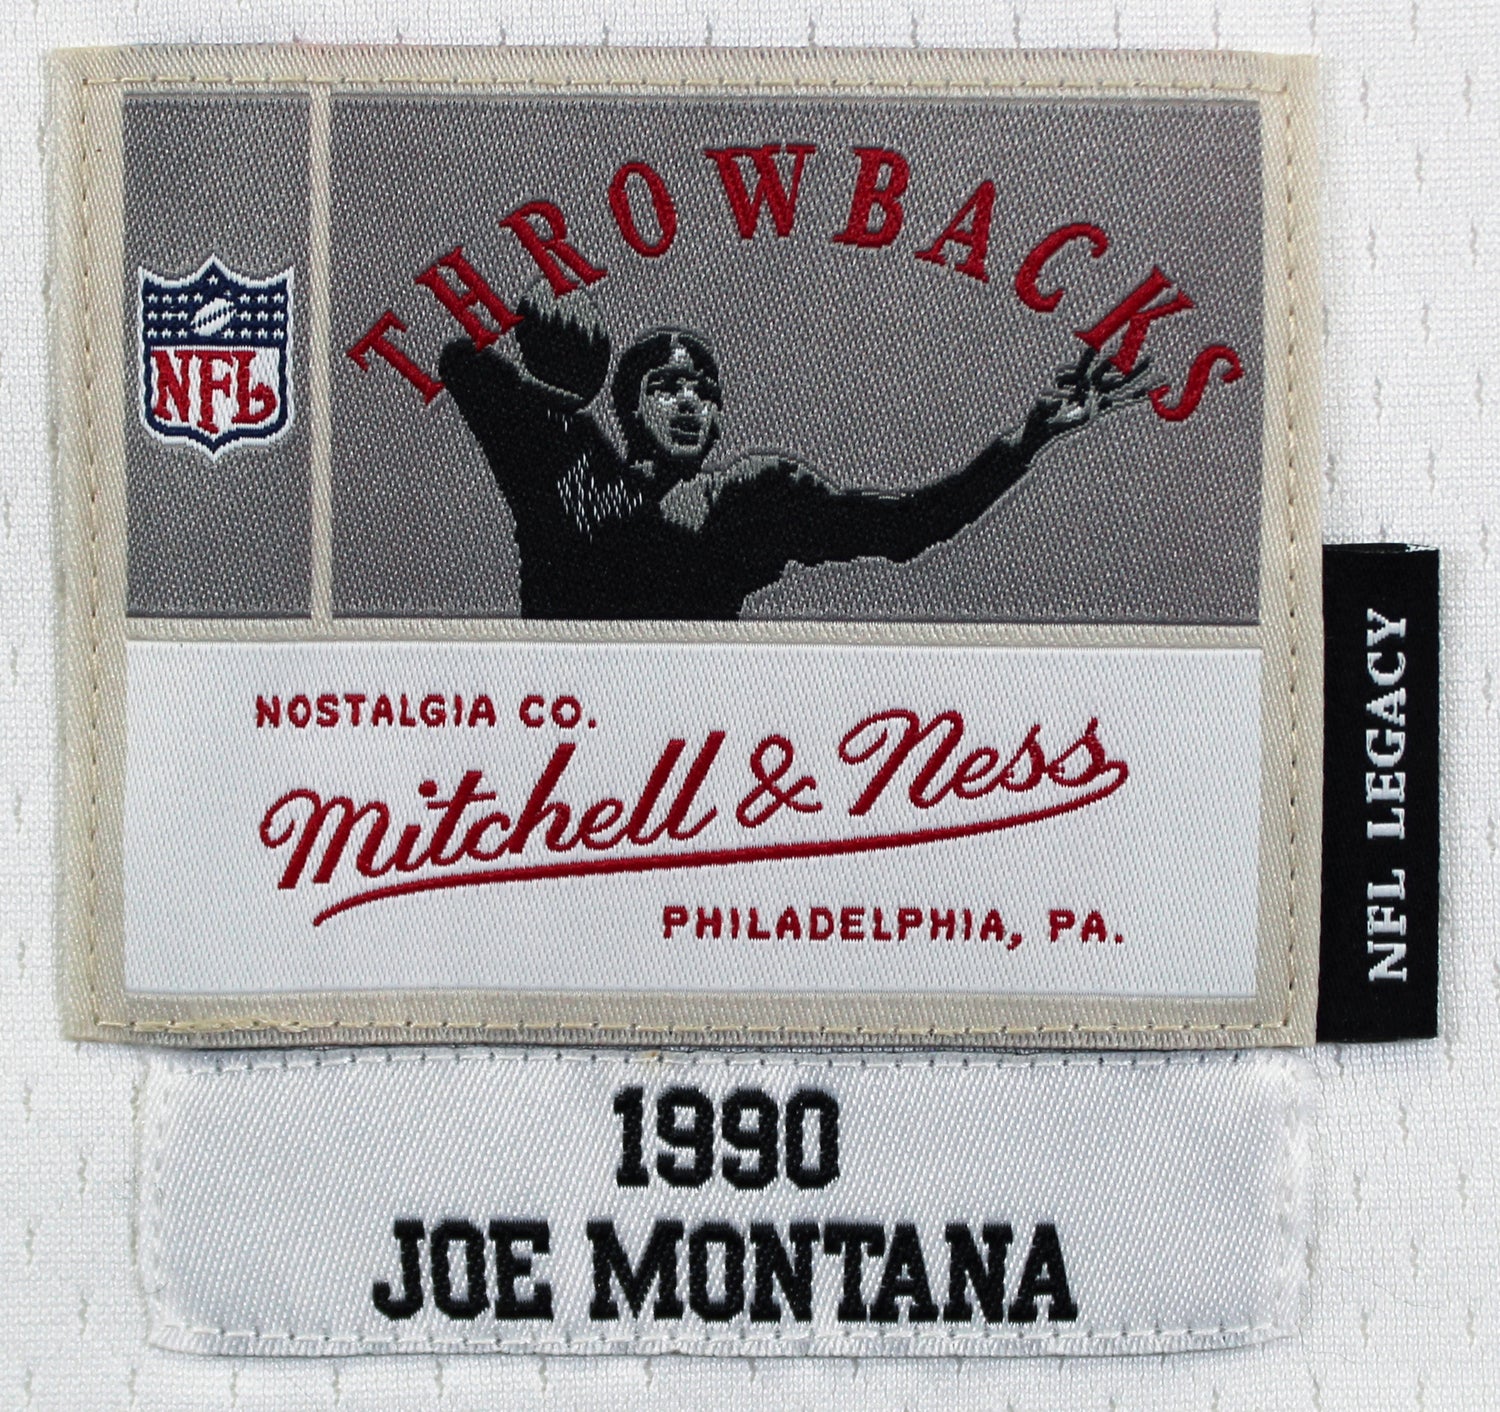 THROWBACKS
NFL
NOSTALGIA CO.
Mitchell & Ness
PHILADELPHIA, PA.
NFL LEGACY
1990
JOE MONTANA